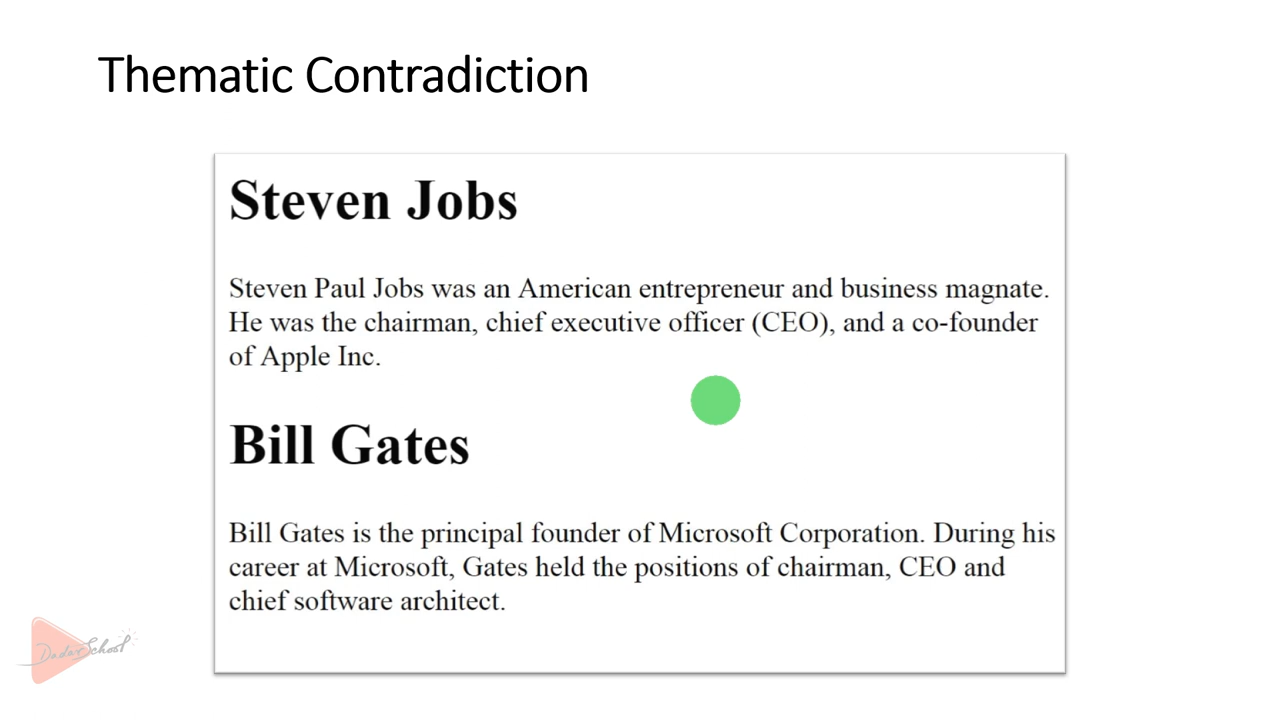 Thematic Contradiction
Steven Jobs
Steven Paul Jobs was an American entrepreneur and business magnate.
He was the chairman, chief executive officer (CEO), and a co-founder
of Apple Inc.
Bill Gates
Bill Gates is the principal founder of Microsoft Corporation. During his
career at Microsoft, Gates held the positions of chairman, CEO and
chief software architect.
DadarSchool